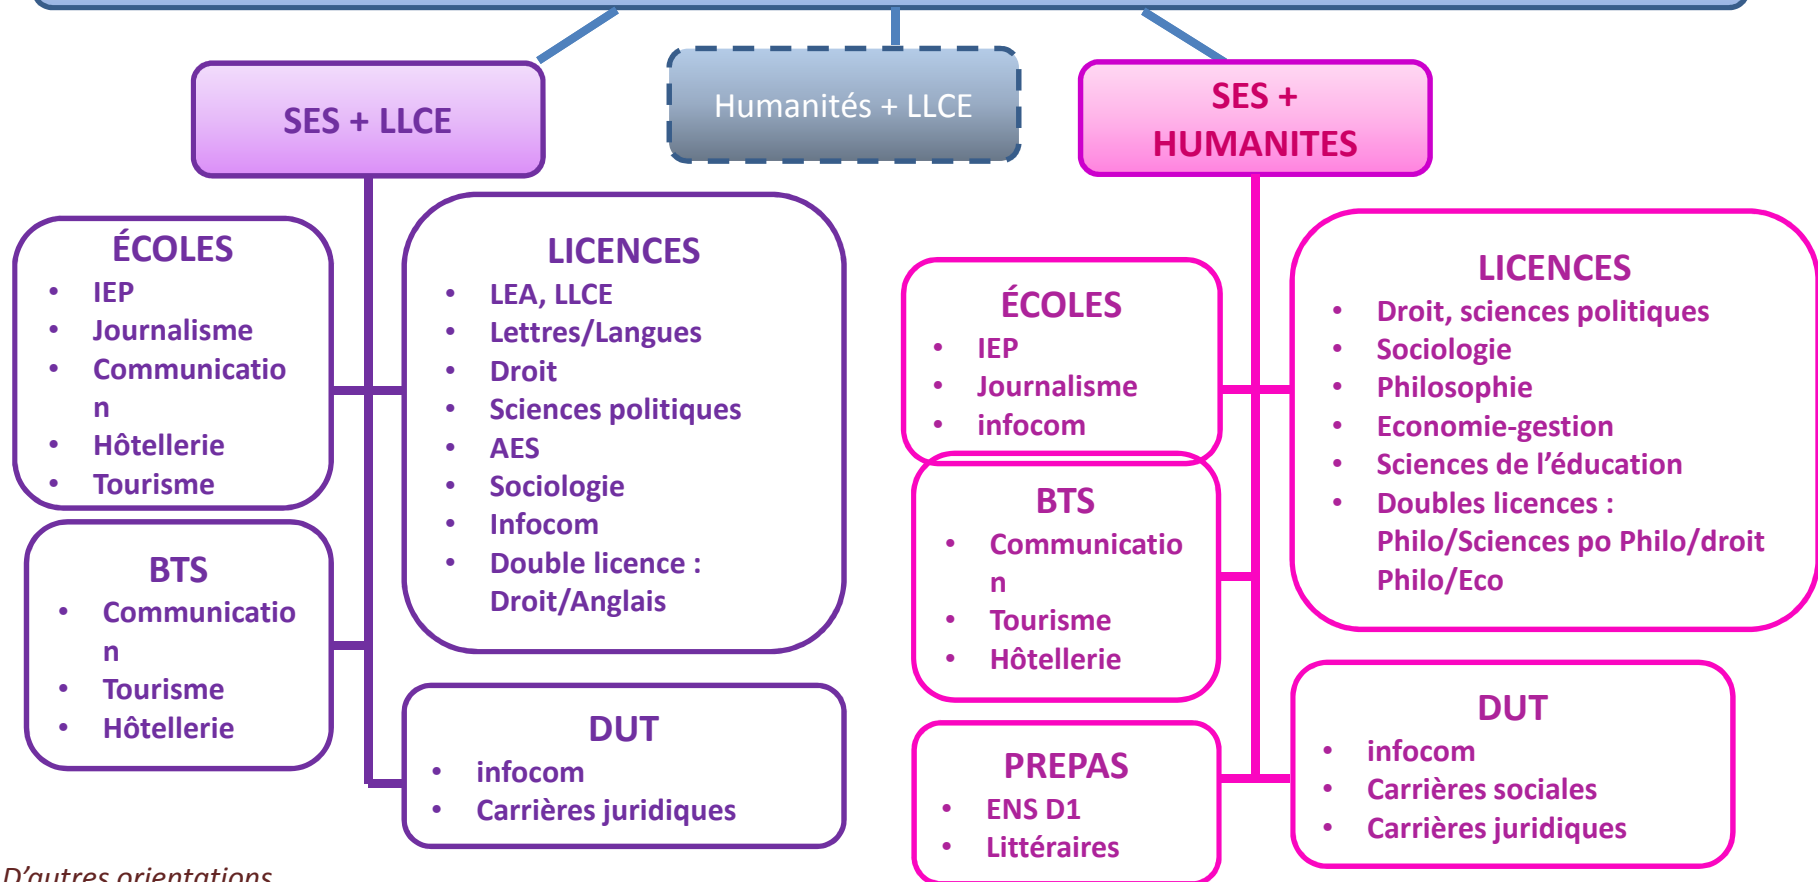 SES + LLCE
Humanités + LLCE
SES +
HUMANITES
ÉCOLES
• IEP
• Journalisme
• Communicatio
n
• Hôtellerie
• Tourisme
LICENCES
• LEA, LLCE
• Lettres/Langues
• Droit
• Sciences politiques
• AES
• Sociologie
• Infocom
• Double licence :
Droit/Anglais
BTS
• Communicatio
n
• Tourisme
• Hôtellerie
DUT
• infocom
• Carrières juridiques
ÉCOLES
• IEP
• Journalisme
• infocom
LICENCES
• Droit, sciences politiques
• Sociologie
• Philosophie
• Economie-gestion
• Sciences de l’éducation
• Doubles licences :
Philo/Sciences po Philo/droit
Philo/Eco
BTS
• Communicatio
n
• Tourisme
• Hôtellerie
PREPAS
• ENS D1
• Littéraires
DUT
• infocom
• Carrières sociales
• Carrières juridiques
D’autres orientations